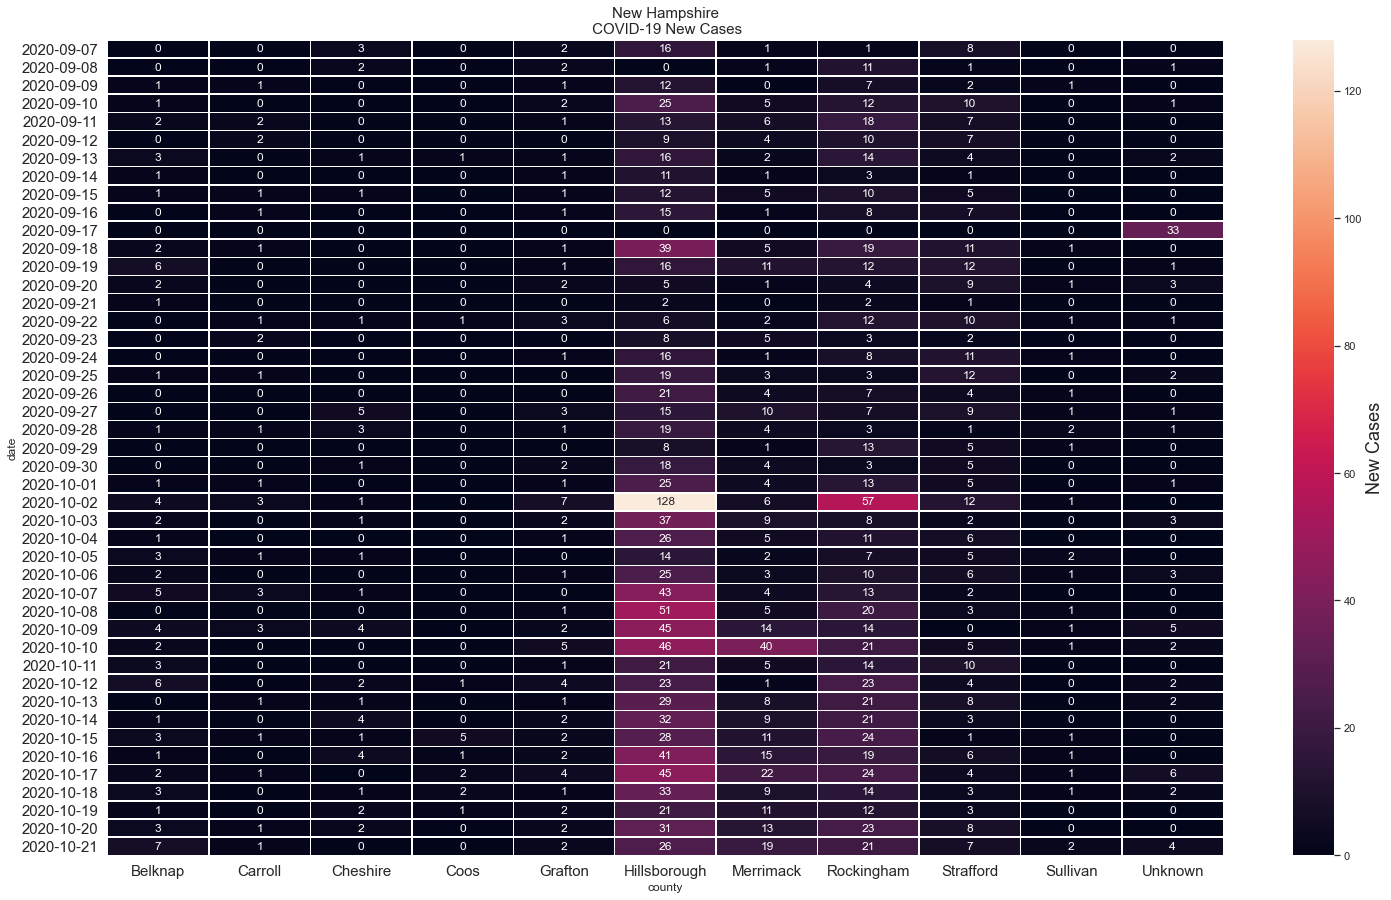 New Hampshire
COVID-19 New Cases
2020-09-07 0 0 3 0 2 16 1 1 8 0 0
2020-09-08 0 0 2 0 2 0 1 11 1 0 1
2020-09-09 1 1 0 0 1 12 0 7 2 1 0
2020-09-10 1 0 0 0 2 25 5 12 10 0 1
2020-09-11 2 2 0 0 1 13 6 18 7 0 0
2020-09-12 0 2 0 0 0 9 4 10 7 0 0
2020-09-13 3 0 1 1 1 16 2 14 4 0 2
2020-09-14 1 0 0 0 1 11 1 3 1 0 0
2020-09-15 1 1 1 0 1 12 5 10 5 0 0
2020-09-16 0 1 0 0 1 15 1 8 7 0 0
2020-09-17 0 0 0 0 0 0 0 0 0 0 33
2020-09-18 2 1 0 0 1 39 5 19 11 1 0
2020-09-19 6 0 0 0 1 16 11 12 12 0 1
2020-09-20 2 0 0 0 2 5 1 4 9 1 3
2020-09-21 1 0 0 0 0 2 0 2 1 0 0
2020-09-22 0 1 1 1 3 6 2 12 10 1 1
2020-09-23 0 2 0 0 0 8 5 3 2 0 0
2020-09-24 0 0 0 0 1 16 1 8 11 1 0
2020-09-25 1 1 0 0 0 19 3 3 12 0 2
2020-09-26 0 0 0 0 0 21 4 7 4 1 0
2020-09-27 0 0 5 0 3 15 10 7 9 1 1
2020-09-28 1 1 3 0 1 19 4 3 1 2 1
2020-09-29 0 0 0 0 0 8 1 13 5 1 0
2020-09-30 0 0 1 0 2 18 4 3 5 0 0
2020-10-01 1 1 0 0 1 25 4 13 5 0 1
2020-10-02 4 3 1 0 7 128 6 57 12 1 0
2020-10-03 2 0 1 0 2 37 9 8 2 0 3
2020-10-04 1 0 0 0 1 26 5 11 6 0 0
2020-10-05 3 1 1 0 0 14 2 7 5 2 0
2020-10-06 2 0 0 0 1 25 3 10 6 1 3
2020-10-07 5 3 1 0 0 43 4 13 2 0 0
2020-10-08 0 0 0 0 1 51 5 20 3 1 0
2020-10-09 4 3 4 0 2 45 14 14 0 1 5
2020-10-10 2 0 0 0 5 46 40 21 5 1 2
2020-10-11 3 0 0 0 1 21 5 14 10 0 0
2020-10-12 6 0 2 1 4 23 1 23 4 0 2
2020-10-13 0 1 1 0 1 29 8 21 8 0 2
2020-10-14 1 0 4 0 2 32 9 21 3 0 0
2020-10-15 3 1 1 5 2 28 11 24 1 1 0
2020-10-16 1 0 4 1 2 41 15 19 6 1 0
2020-10-17 2 1 0 2 4 45 22 24 4 1 6
2020-10-18 3 0 1 2 1 33 9 14 3 1 2
2020-10-19 1 0 2 1 2 21 11 12 3 0 0
2020-10-20 3 1 2 0 2 31 13 23 8 0 0
2020-10-21 7 1 0 0 2 26 19 21 7 2 4
Belknap Carroll Cheshire Coos Grafton Hillsborough Merrimack Rockingham Strafford Sullivan Unknown
county
date
120
100
80
60
40
20
0
New Cases